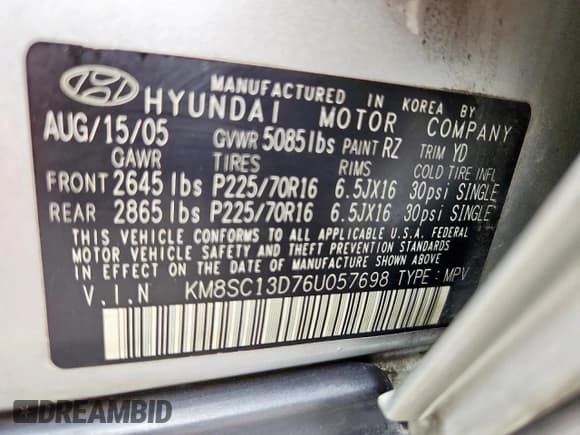 MANUFACTURED IN KOREA BY
HYUNDAI MOTOR COMPANY
AUG/15/05 GVWR 5085lbs PAINT RZ TRIM YD
GAWR TIRES RIMS COLD TIRE INFL
FRONT 2645 lbs P225/70R16 6.5JX16 30psi SINGLE
REAR 2865 lbs P225/70R16 6.5JX16 30psi SINGLE
THIS VEHICLE CONFORMS TO ALL APPLICABLE U.S.A. FEDERAL
MOTOR VEHICLE SAFETY AND THEFT PREVENTION STANDARDS
IN EFFECT ON THE DATE OF MANUFACTURE SHOWN ABOVE
V.I.N KM8SC13D76U057698 TYPE : MPV
DREAMBID